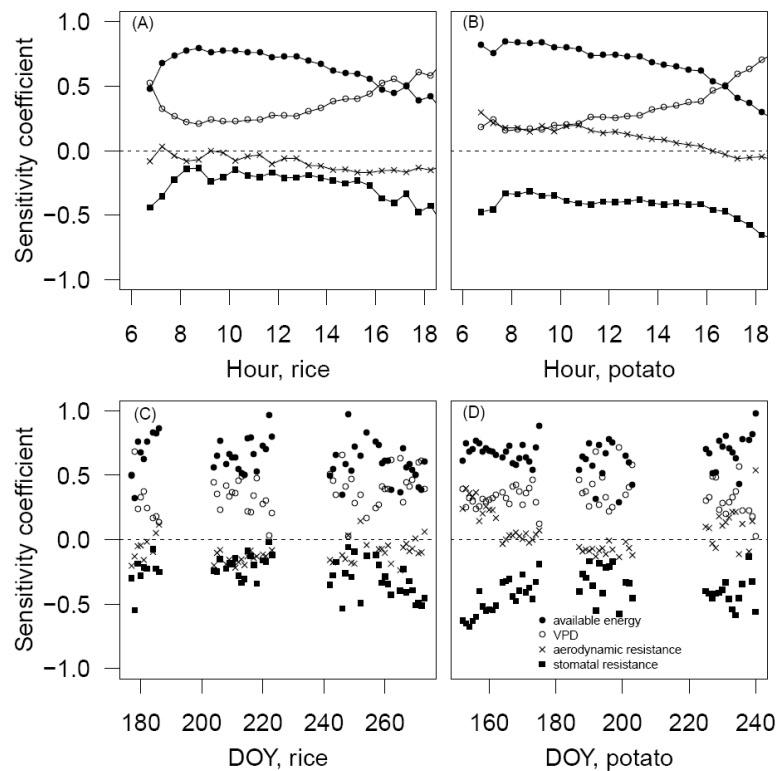 (A)
(B)
Sensitivity coefficient
1.0
0.5
0.0
−0.5
−1.0
6 8 10 12 14 16 18
6 8 10 12 14 16 18
Hour, rice
Hour, potato
(C)
(D)
Sensitivity coefficient
1.0
0.5
0.0
−0.5
−1.0
available energy
VPD
aerodynamic resistance
stomatal resistance
180 200 220 240 260
160 180 200 220 240
DOY, rice
DOY, potato